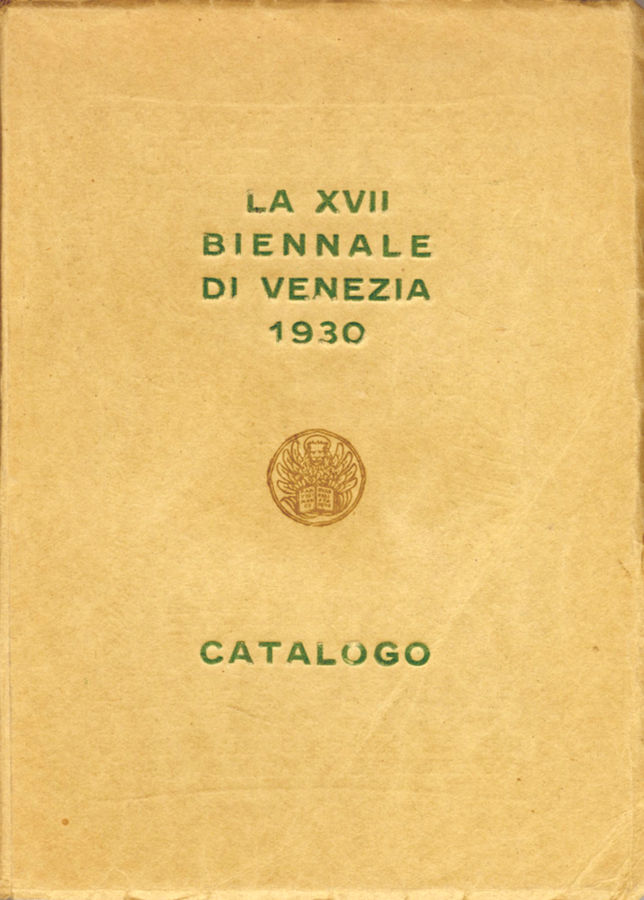 LA XVII
BIENNALE
DI VENEZIA
1930
CATALOGO